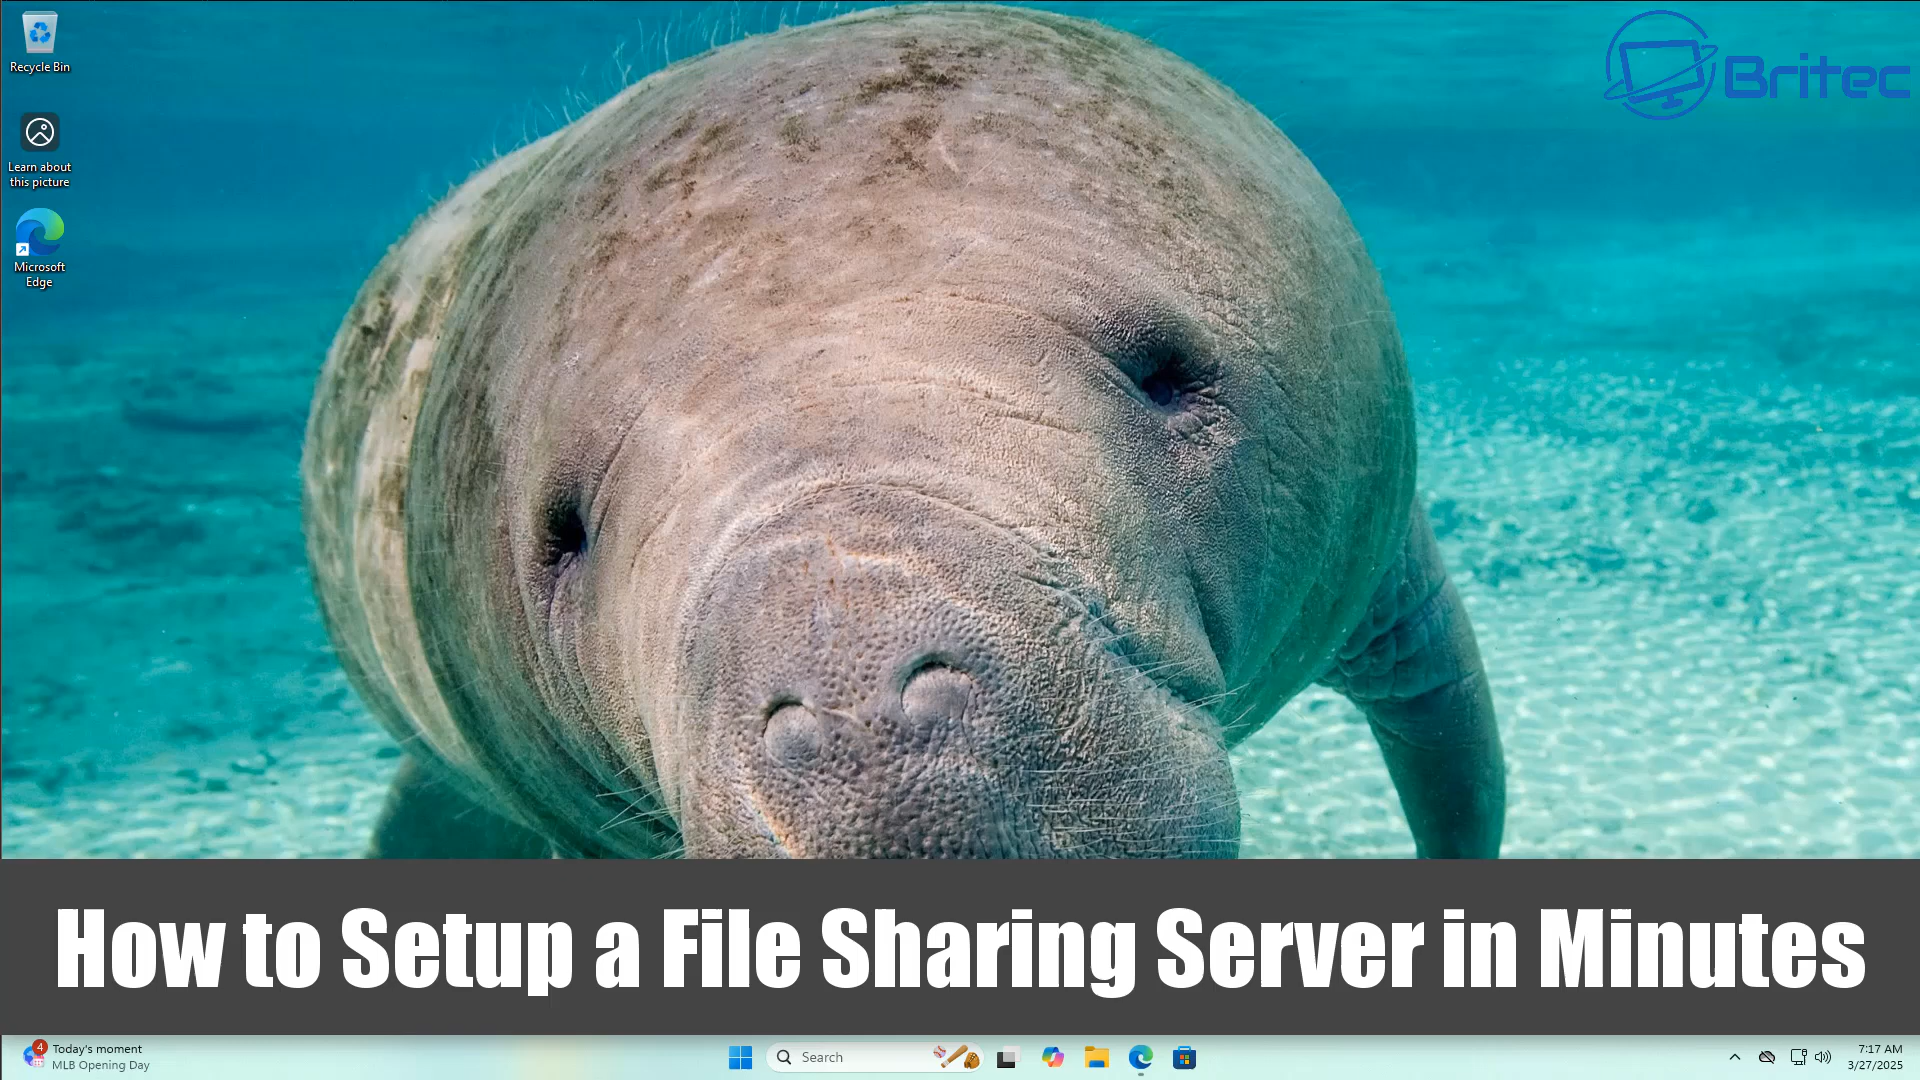 Recycle Bin
Learn about
this picture
Microsoft
Edge
Britec
How to Setup a File Sharing Server in Minutes
4
Today's moment
MLB Opening Day
Search
7:17 AM
3/27/2025